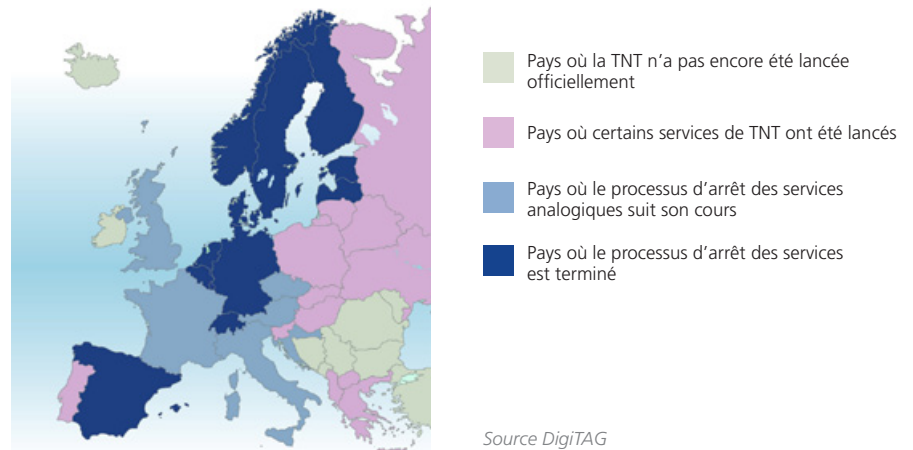 Pays où la TNT n'a pas encore été lancée
officiellement
Pays où certains services de TNT ont été lancés
Pays où le processus d'arrêt des services
analogiques suit son cours
Pays où le processus d'arrêt des services
est terminé
Source DigiTAG